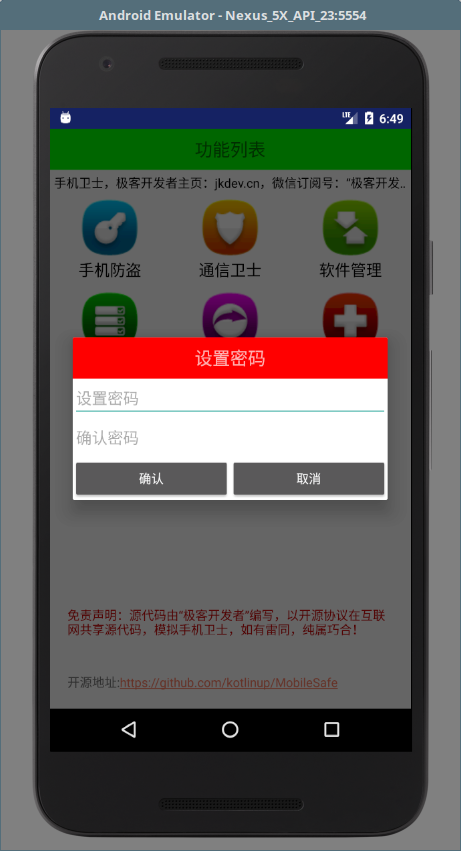 Android Emulator - Nexus_5X_API_23:5554
LTE 6:49
功能列表
手机卫士，极客开发者主页：jkdev.cn，微信订阅号：“极客开发..
手机防盗 通信卫士 软件管理
设置密码
设置密码
确认密码
确认 取消
免责声明：源代码由“极客开发者”编写，以开源协议在互联
网共享源代码，模拟手机卫士，如有雷同，纯属巧合！
开源地址:https://github.com/kotlinup/MobileSafe